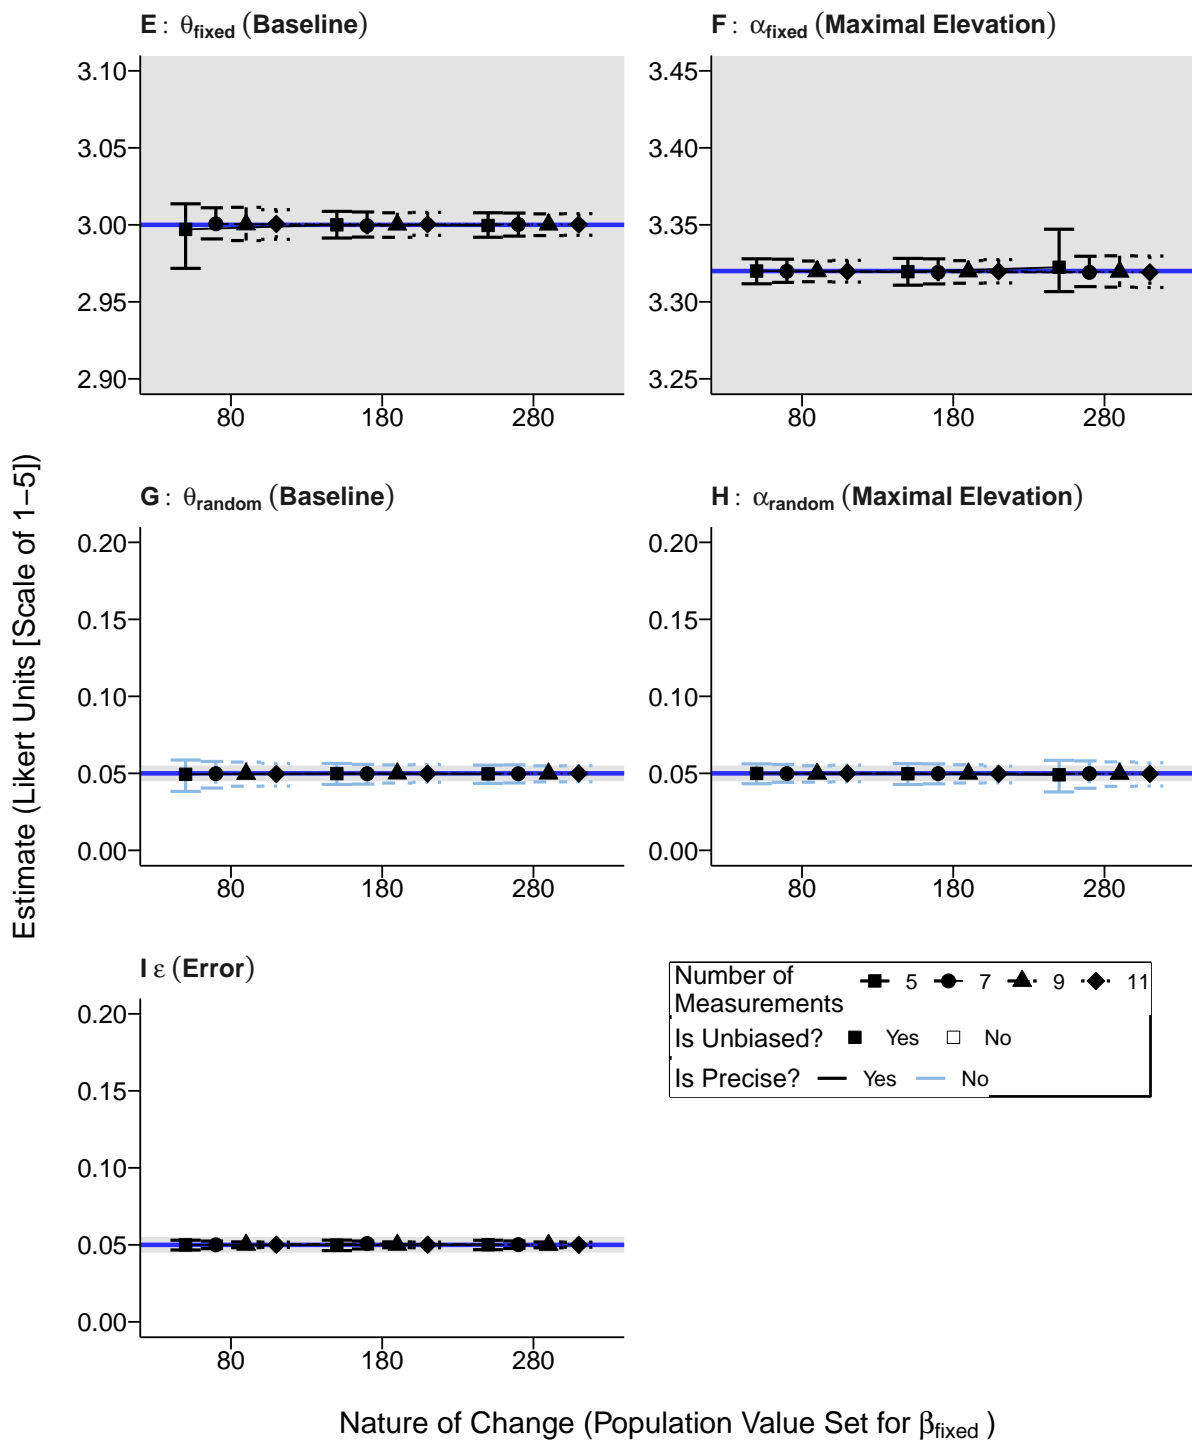 E : θfixed (Baseline)
3.10
3.05
3.00
2.95
2.90
80 180 280
F : αfixed (Maximal Elevation)
3.45
3.40
3.35
3.30
3.25
80 180 280
Estimate (Likert Units [Scale of 1−5])
G : θrandom (Baseline)
0.20
0.15
0.10
0.05
0.00
80 180 280
H : αrandom (Maximal Elevation)
0.20
0.15
0.10
0.05
0.00
80 180 280
I ε (Error)
0.20
0.15
0.10
0.05
0.00
80 180 280
Number of
Measurements 5 7 9 11
Is Unbiased? Yes No
Is Precise? Yes No
Nature of Change (Population Value Set for βfixed )